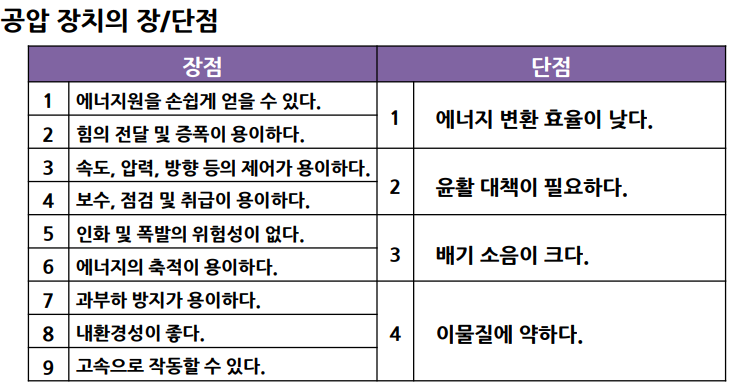 공압 장치의 장/단점
장점 단점
1 에너지원을 손쉽게 얻을 수 있다.
2 힘의 전달 및 증폭이 용이하다.
1 에너지 변환 효율이 낮다.
3 속도, 압력, 방향 등의 제어가 용이하다.
4 보수, 점검 및 취급이 용이하다.
2 윤활 대책이 필요하다.
5 인화 및 폭발의 위험성이 없다.
6 에너지의 축적이 용이하다.
3 배기 소음이 크다.
7 과부하 방지가 용이하다.
8 내환경성이 좋다.
9 고속으로 작동할 수 있다.
4 이물질에 약하다.